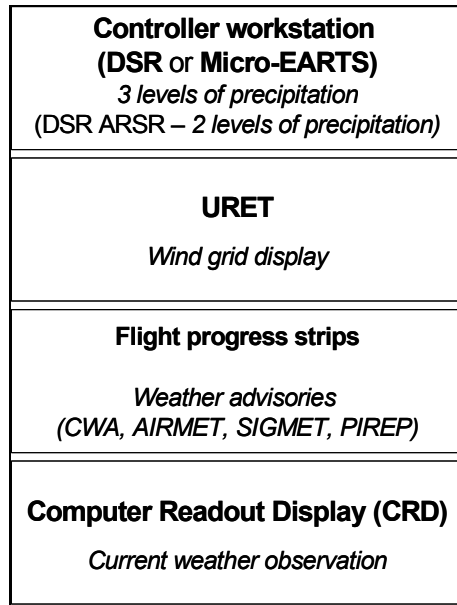 Controller workstation
(DSR or Micro-EARTS)
3 levels of precipitation
(DSR ARSR – 2 levels of precipitation)
URET
Wind grid display
Flight progress strips
Weather advisories
(CWA, AIRMET, SIGMET, PIREP)
Computer Readout Display (CRD)
Current weather observation